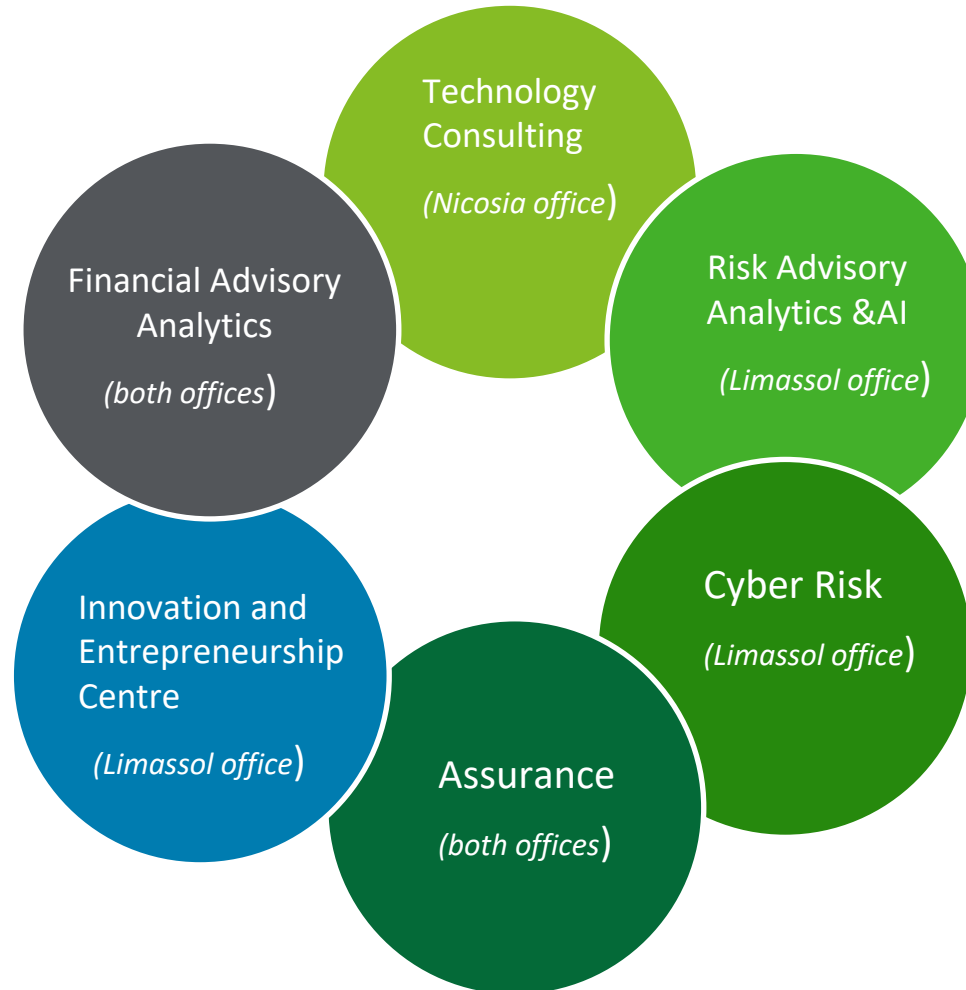 Technology
Consulting
(Nicosia office)
Risk Advisory
Analytics &AI
(Limassol office)
Cyber Risk
(Limassol office)
Assurance
(both offices)
Innovation and
Entrepreneurship
Centre
(Limassol office)
Financial Advisory
Analytics
(both offices)